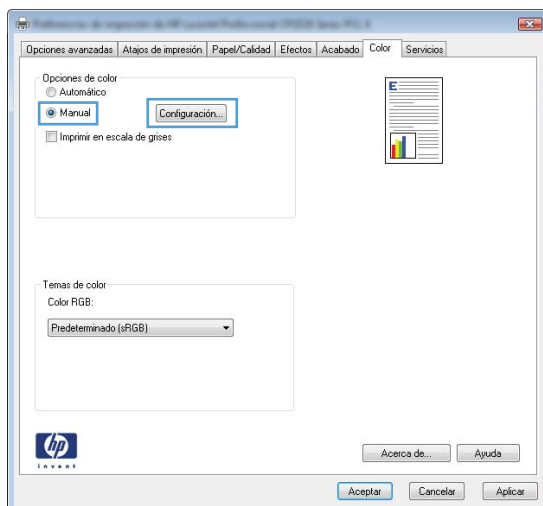 Opciones avanzadas Atajos de impresión Papel/Calidad Efectos Acabado Color Servicios
Opciones de color
Automático
Manual Configuración...
Imprimir en escala de grises
E
Temas de color
Color RGB:
Predeterminado (sRGB)
hp
invent
Acerca de... Ayuda
Aceptar Cancelar Aplicar